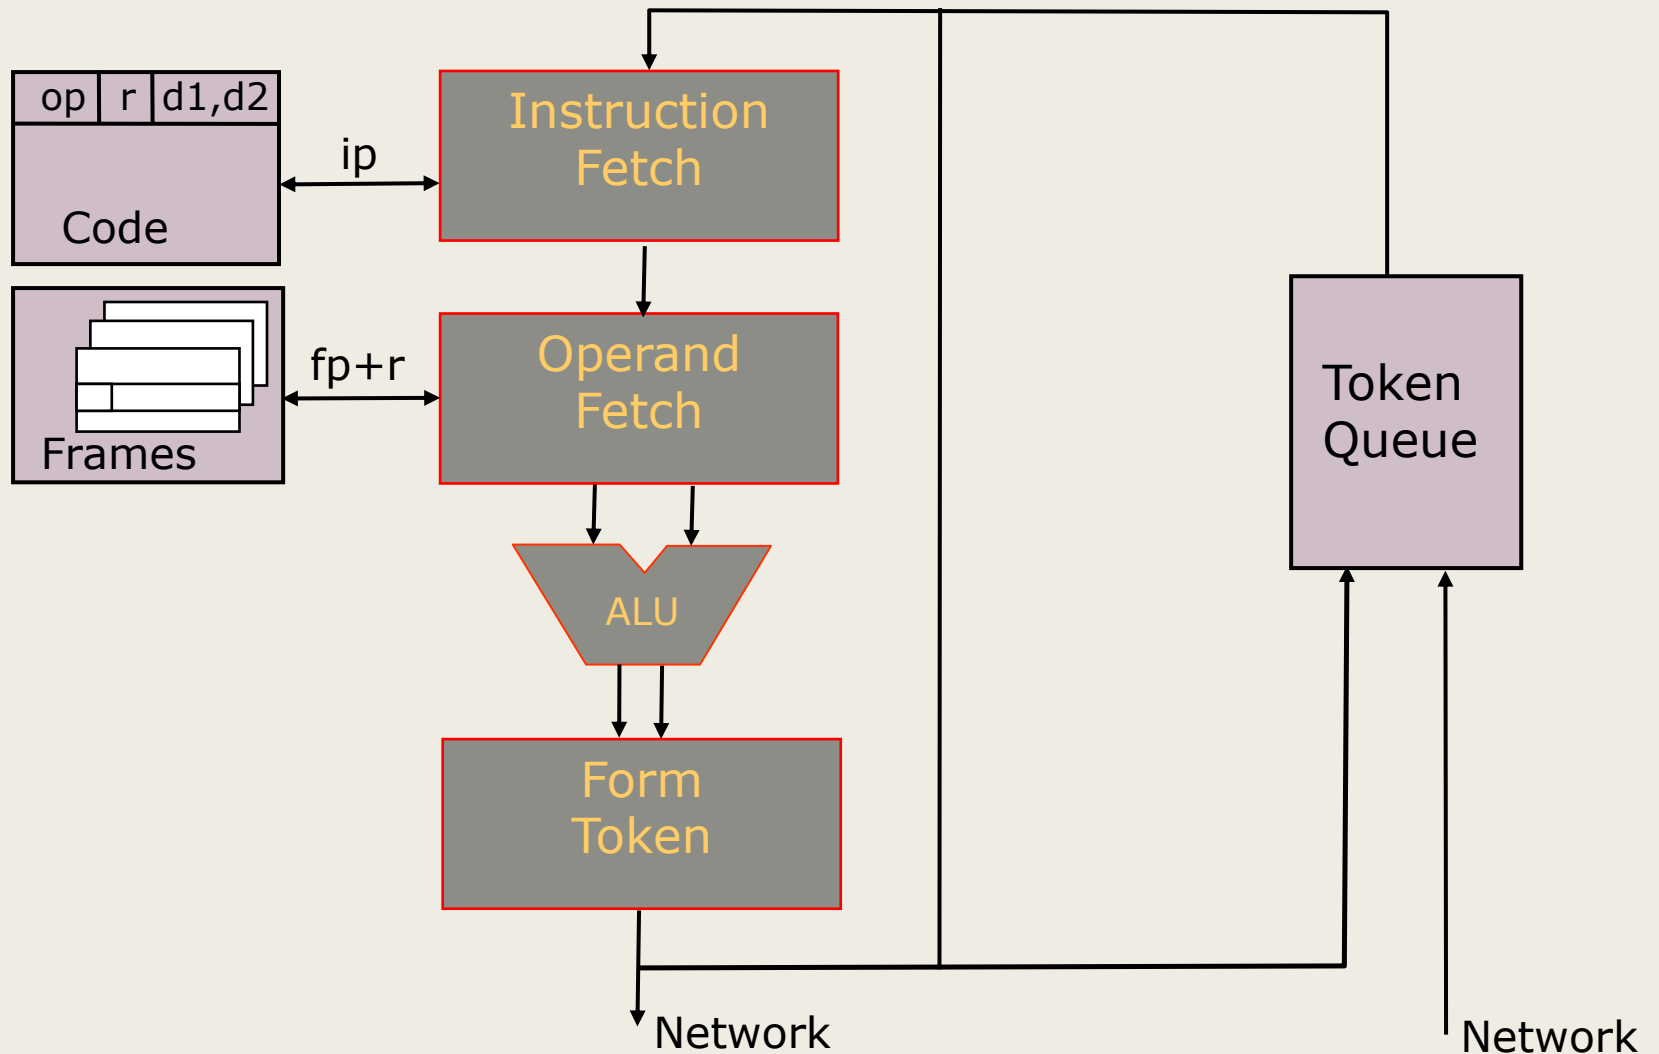 op r d1,d2
Code
ip
Instruction
Fetch
Frames
fp+r
Operand
Fetch
Token
Queue
ALU
Form
Token
Network
Network